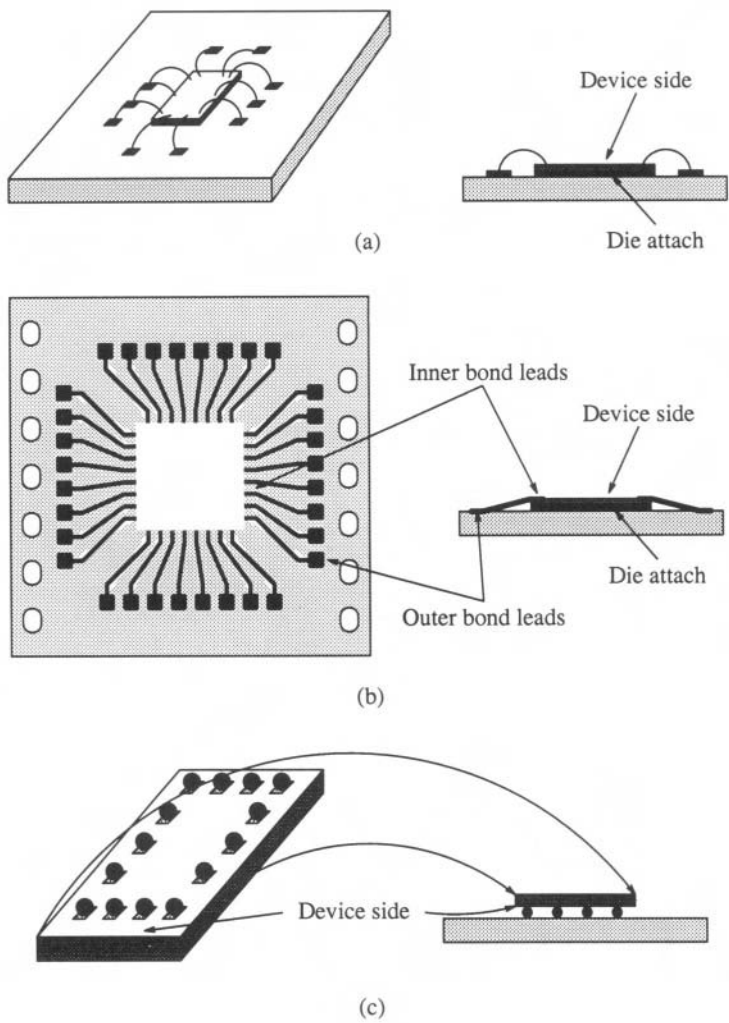 Device side
Die attach
(a)
Inner bond leads
Device side
Die attach
Outer bond leads
(b)
Device side
(c)